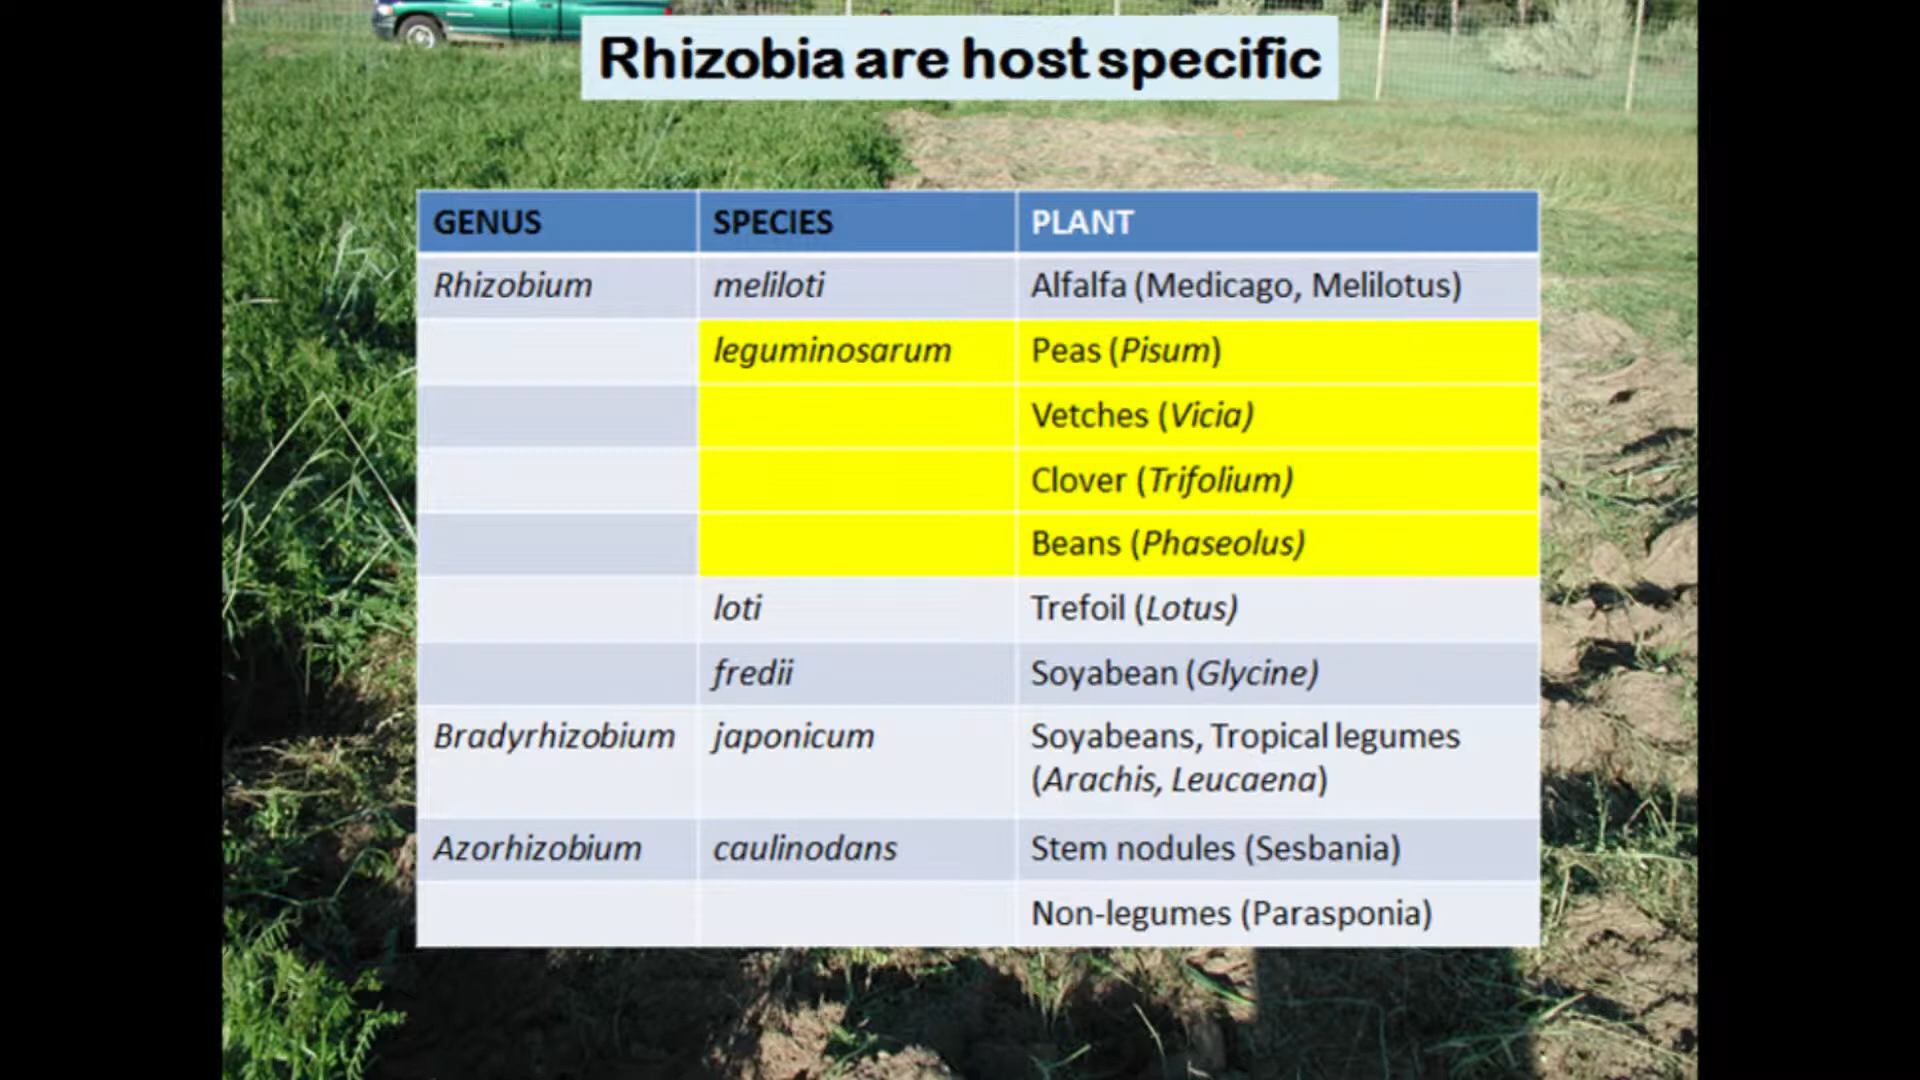 Rhizobia are host specific
GENUS SPECIES PLANT
Rhizobium meliloti Alfalfa (Medicago, Melilotus)
leguminosarum Peas (Pisum)
Vetches (Vicia)
Clover (Trifolium)
Beans (Phaseolus)
loti Trefoil (Lotus)
fredii Soyabean (Glycine)
Bradyrhizobium japonicum Soyabeans, Tropical legumes
(Arachis, Leucaena)
Azorhizobium caulinodans Stem nodules (Sesbania)
Non-legumes (Parasponia)